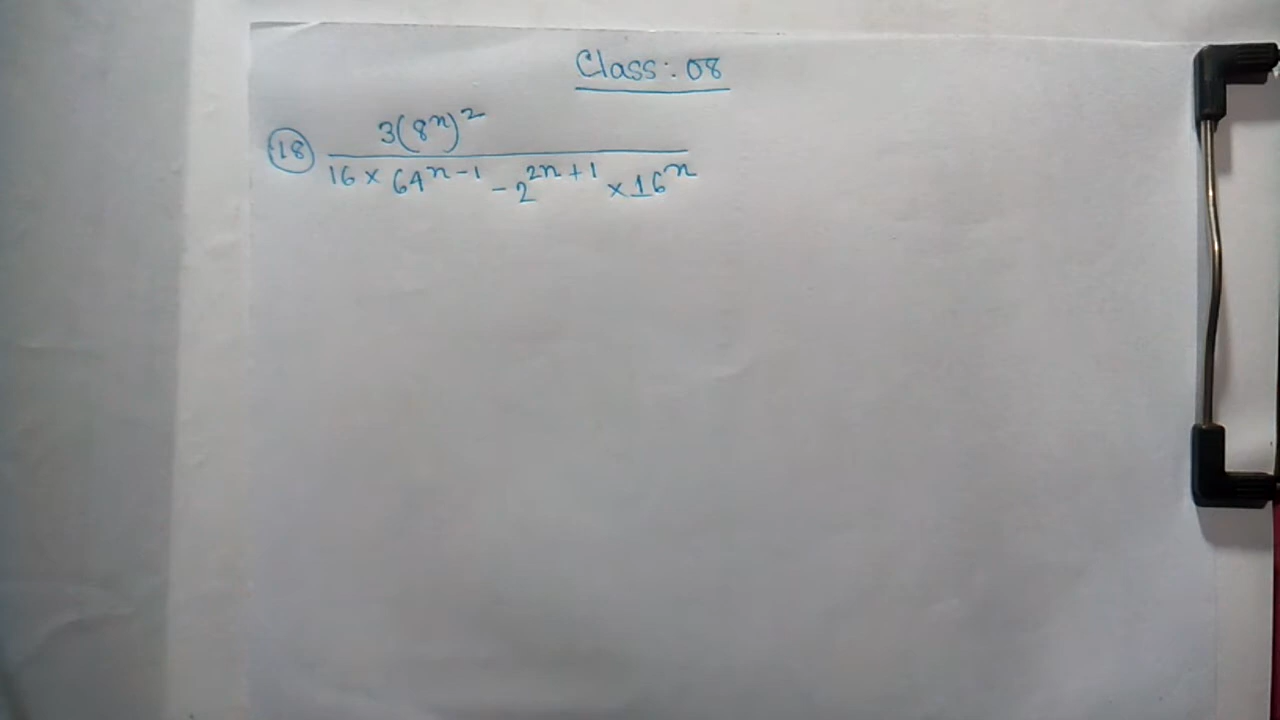 Class: 08
(18) 3(8^n)^2
16 × 64^n-1 - 2^2n+1 × 16^n